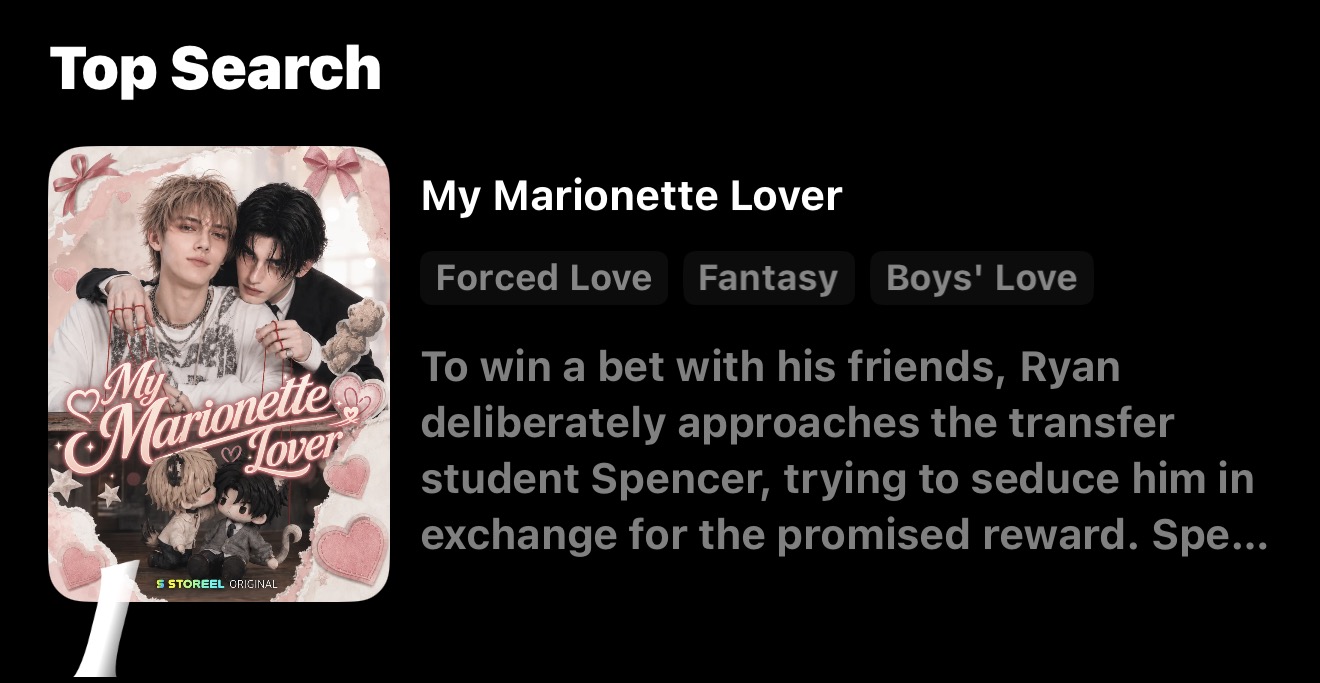 Top Search
My Marionette Lover
Forced Love
Fantasy
Boys' Love
To win a bet with his friends, Ryan
deliberately approaches the transfer
student Spencer, trying to seduce him in
exchange for the promised reward. Spe...
My
Marionette
Lover
S STOREEL ORIGINAL
1